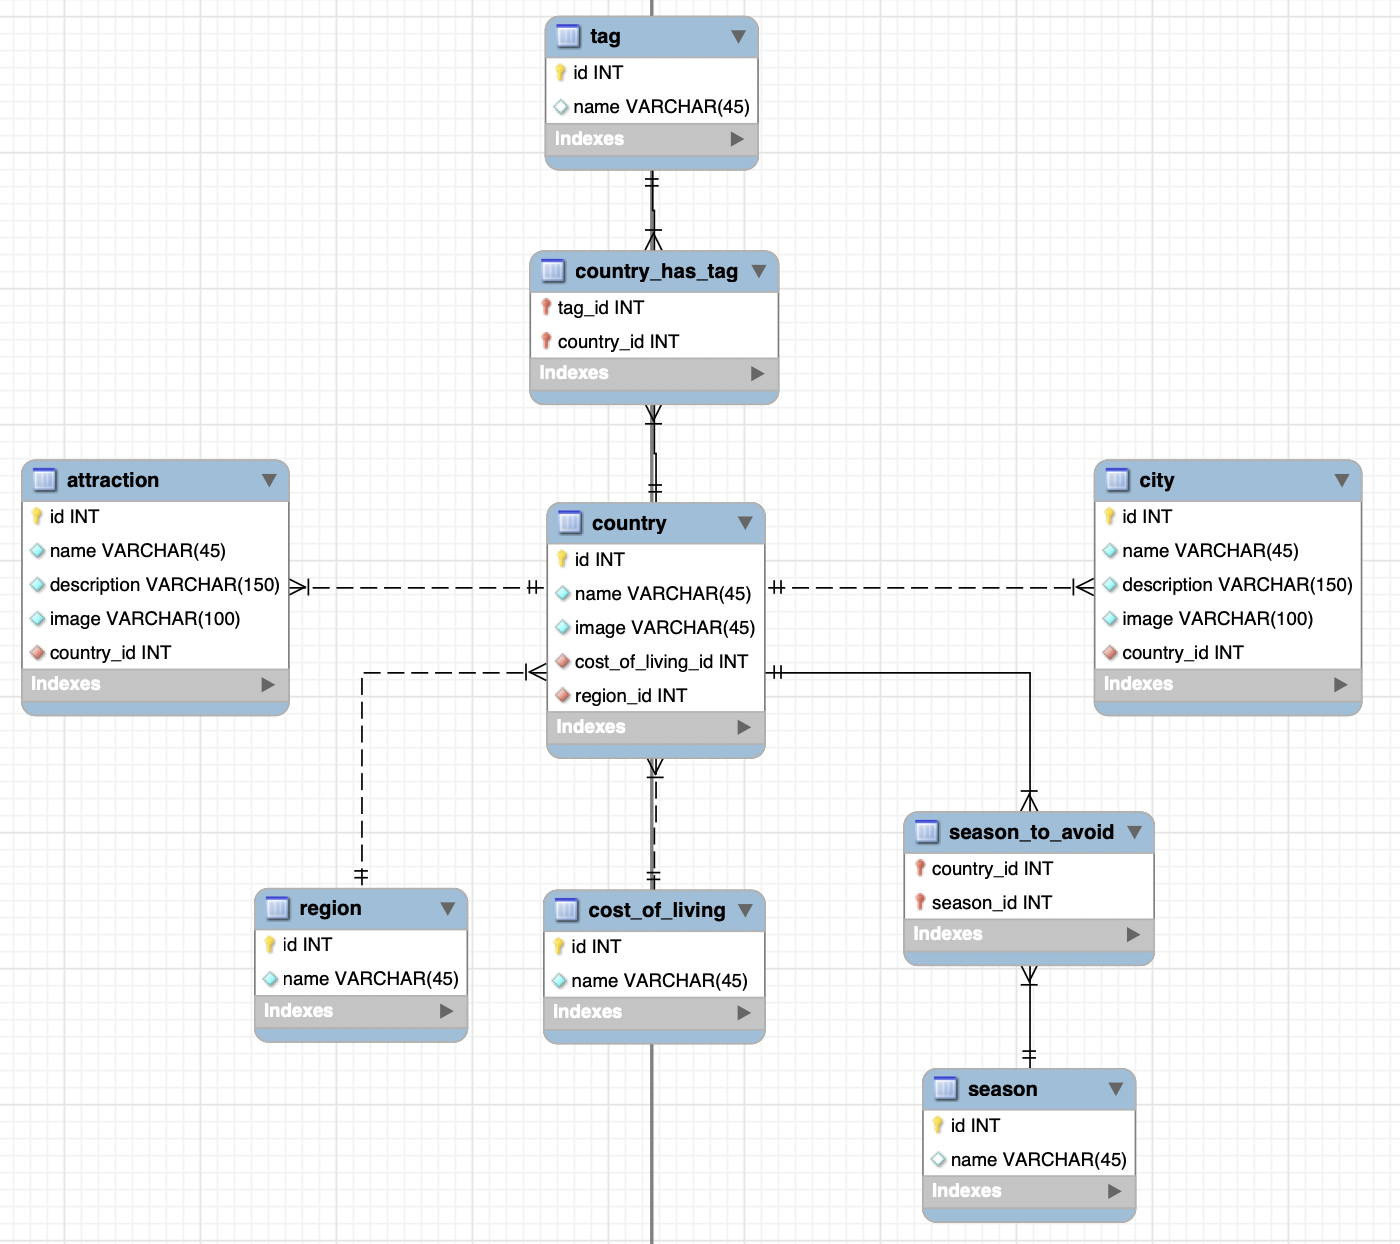 tag
id INT
name VARCHAR(45)
Indexes
country_has_tag
tag_id INT
country_id INT
Indexes
attraction
id INT
name VARCHAR(45)
description VARCHAR(150)
image VARCHAR(100)
country_id INT
Indexes
country
id INT
name VARCHAR(45)
image VARCHAR(45)
cost_of_living_id INT
region_id INT
Indexes
city
id INT
name VARCHAR(45)
description VARCHAR(150)
image VARCHAR(100)
country_id INT
Indexes
region
id INT
name VARCHAR(45)
Indexes
cost_of_living
id INT
name VARCHAR(45)
Indexes
season_to_avoid
country_id INT
season_id INT
Indexes
season
id INT
name VARCHAR(45)
Indexes